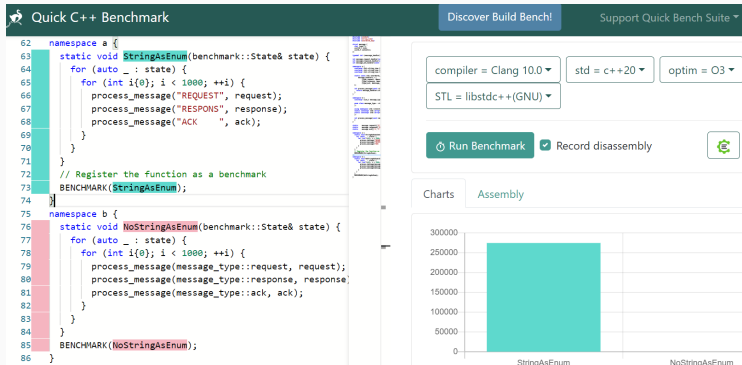 Quick C++ Benchmark
Discover Build Bench!
Support Quick Bench Suite
62 namespace a {
63 static void StringAsEnum(benchmark::State& state) {
64 for (auto _ : state) {
65 for (int i{0}; i < 1000; ++i) {
66 process_message("REQUEST", request);
67 process_message("RESPONS", response);
68 process_message("ACK    ", ack);
69 }
70 }
71 }
72 // Register the function as a benchmark
73 BENCHMARK(StringAsEnum);
74 }
75 namespace b {
76 static void NoStringAsEnum(benchmark::State& state) {
77 for (auto _ : state) {
78 for (int i{0}; i < 1000; ++i) {
79 process_message(message_type::request, request);
80 process_message(message_type::response, response)
81 process_message(message_type::ack, ack);
82 }
83 }
84 }
85 BENCHMARK(NoStringAsEnum);
86 }
compiler = Clang 10.0
std = c++20
optim = O3
STL = libstdc++(GNU)
Run Benchmark
Record disassembly
Charts
Assembly
300000
250000
200000
150000
100000
50000
0
StringAsEnum
NoStringAsEnum